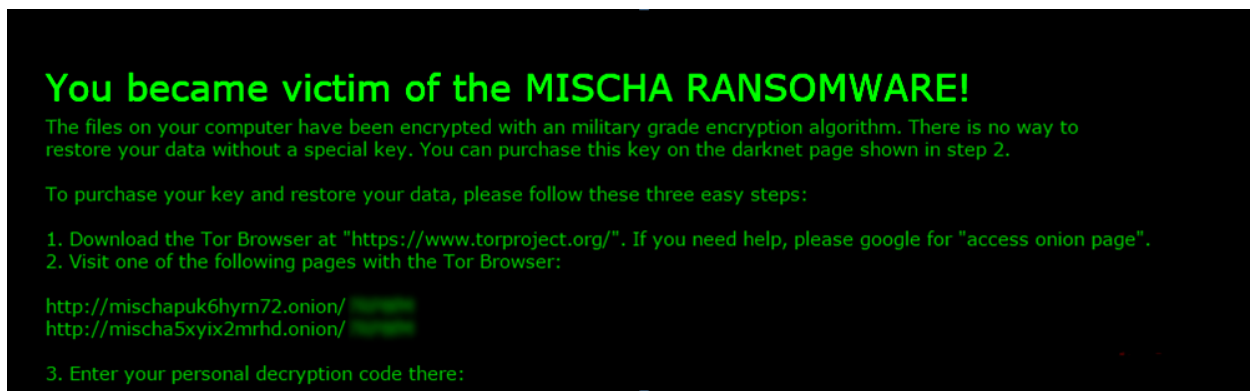 You became victim of the MISCHA RANSOMWARE!
The files on your computer have been encrypted with an military grade encryption algorithm. There is no way to
restore your data without a special key. You can purchase this key on the darknet page shown in step 2.
To purchase your key and restore your data, please follow these three easy steps:
1. Download the Tor Browser at "https://www.torproject.org/". If you need help, please google for "access onion page".
2. Visit one of the following pages with the Tor Browser:
http://mischapuk6hyrn72.onion/
http://mischa5xyix2mrhd.onion/
3. Enter your personal decryption code there: